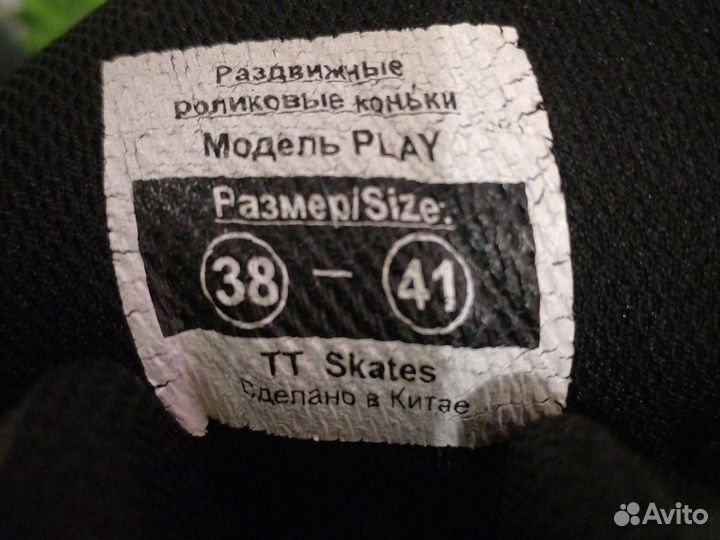 Раздвижные
роликовые коньки
Модель PLAY
Размер/Size:
38 - 41
TT Skates
Сделано в Китае
Avito